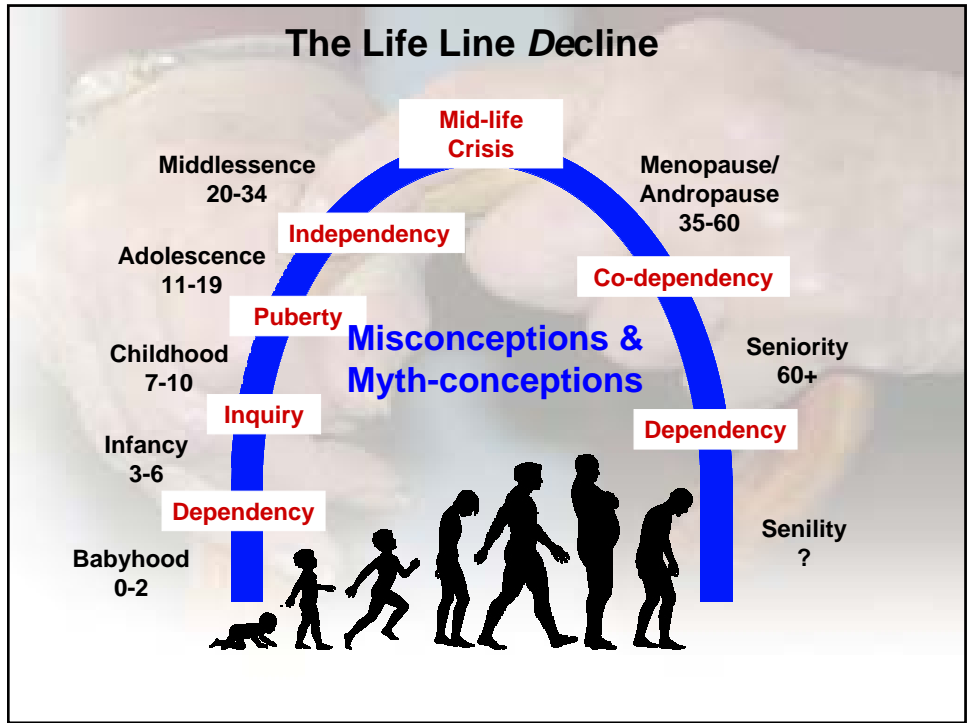 The Life Line Decline
Mid-life
Crisis
Middlessence
20-34
Menopause/
Andropause
35-60
Independency
Adolescence
11-19
Co-dependency
Puberty
Misconceptions &
Myth-conceptions
Childhood
7-10
Seniority
60+
Inquiry
Dependency
Infancy
3-6
Dependency
Senility
?
Babyhood
0-2